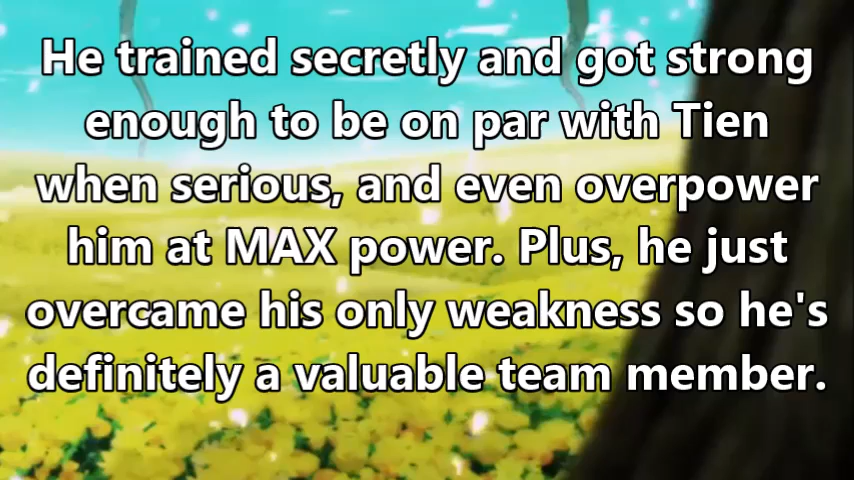 He trained secretly and got strong
enough to be on par with Tien
when serious, and even overpower
him at MAX power. Plus, he just
overcame his only weakness so he's
definitely a valuable team member.